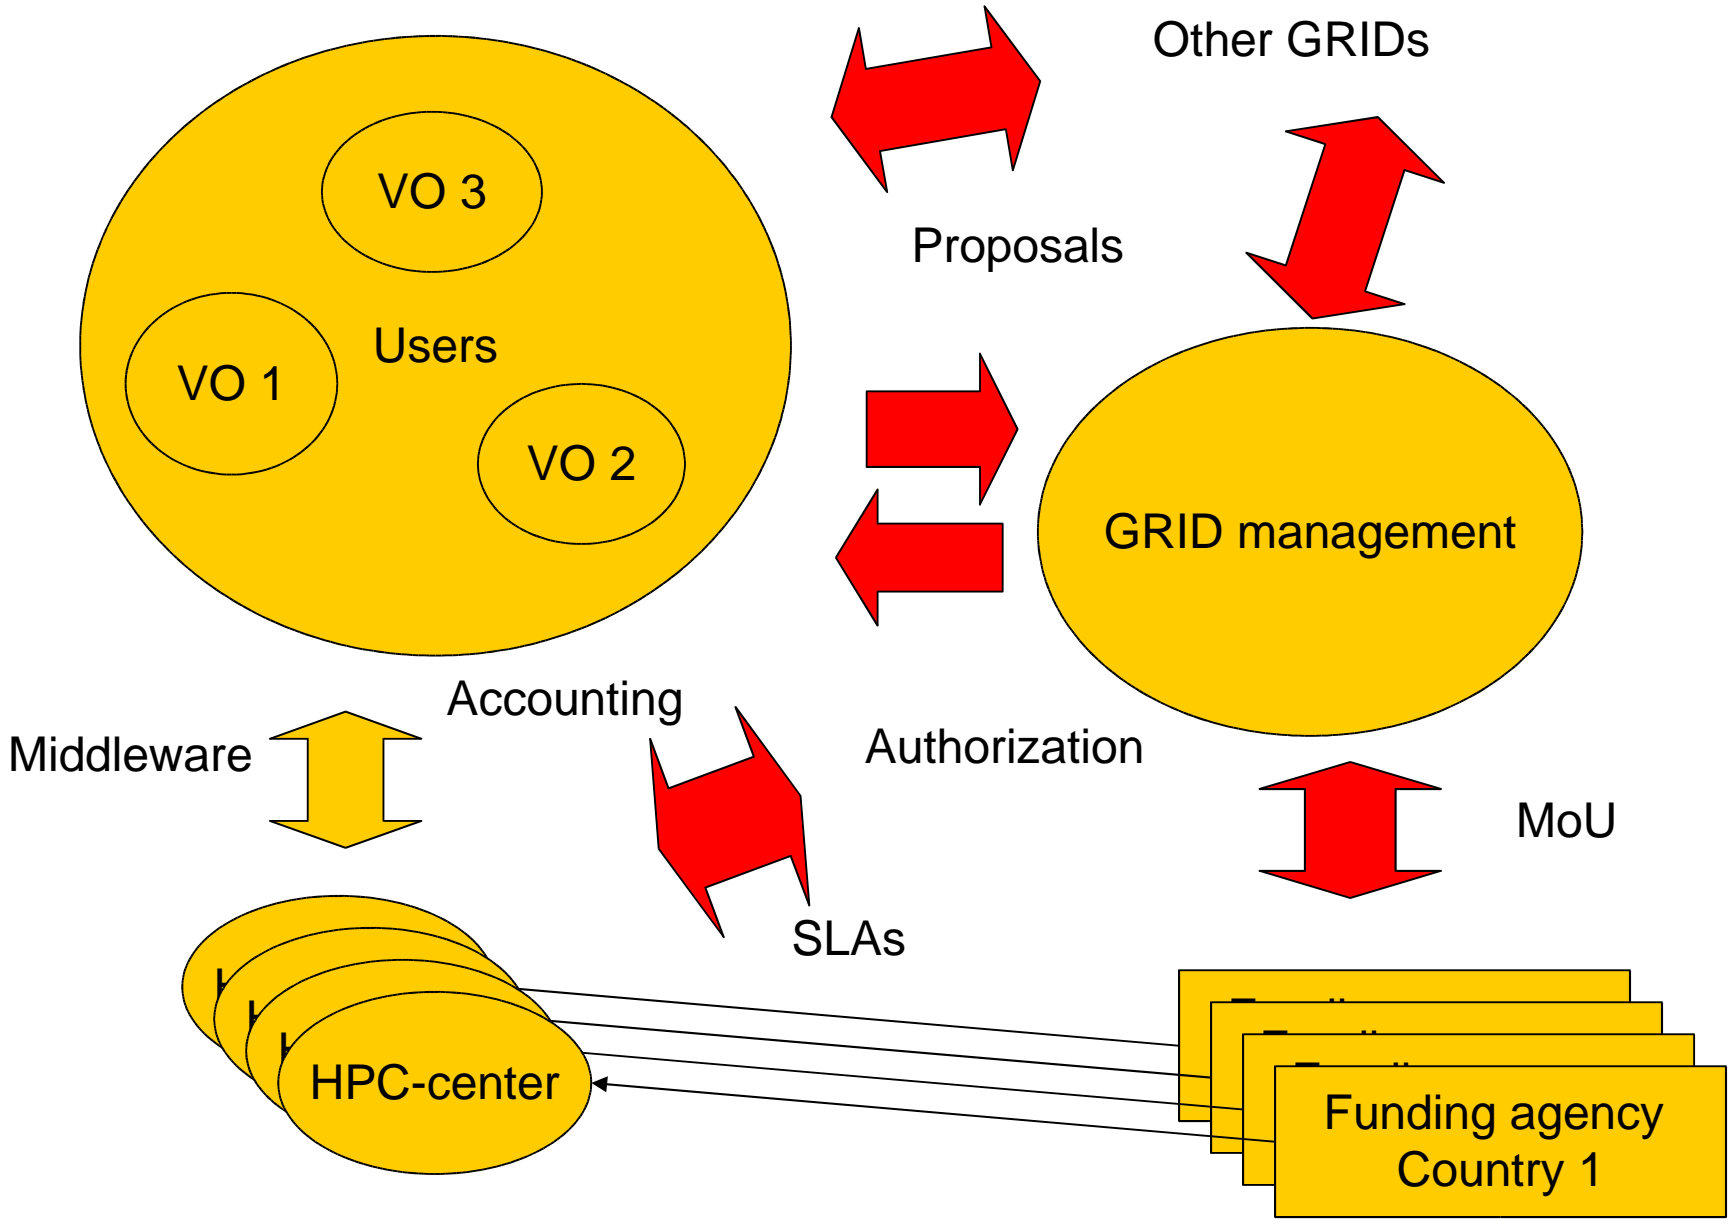 Other GRIDs
VO 3
Proposals
Users
VO 1
VO 2
GRID management
Accounting
Middleware
Authorization
MoU
SLAs
HPC-center
Funding agency
Country 1